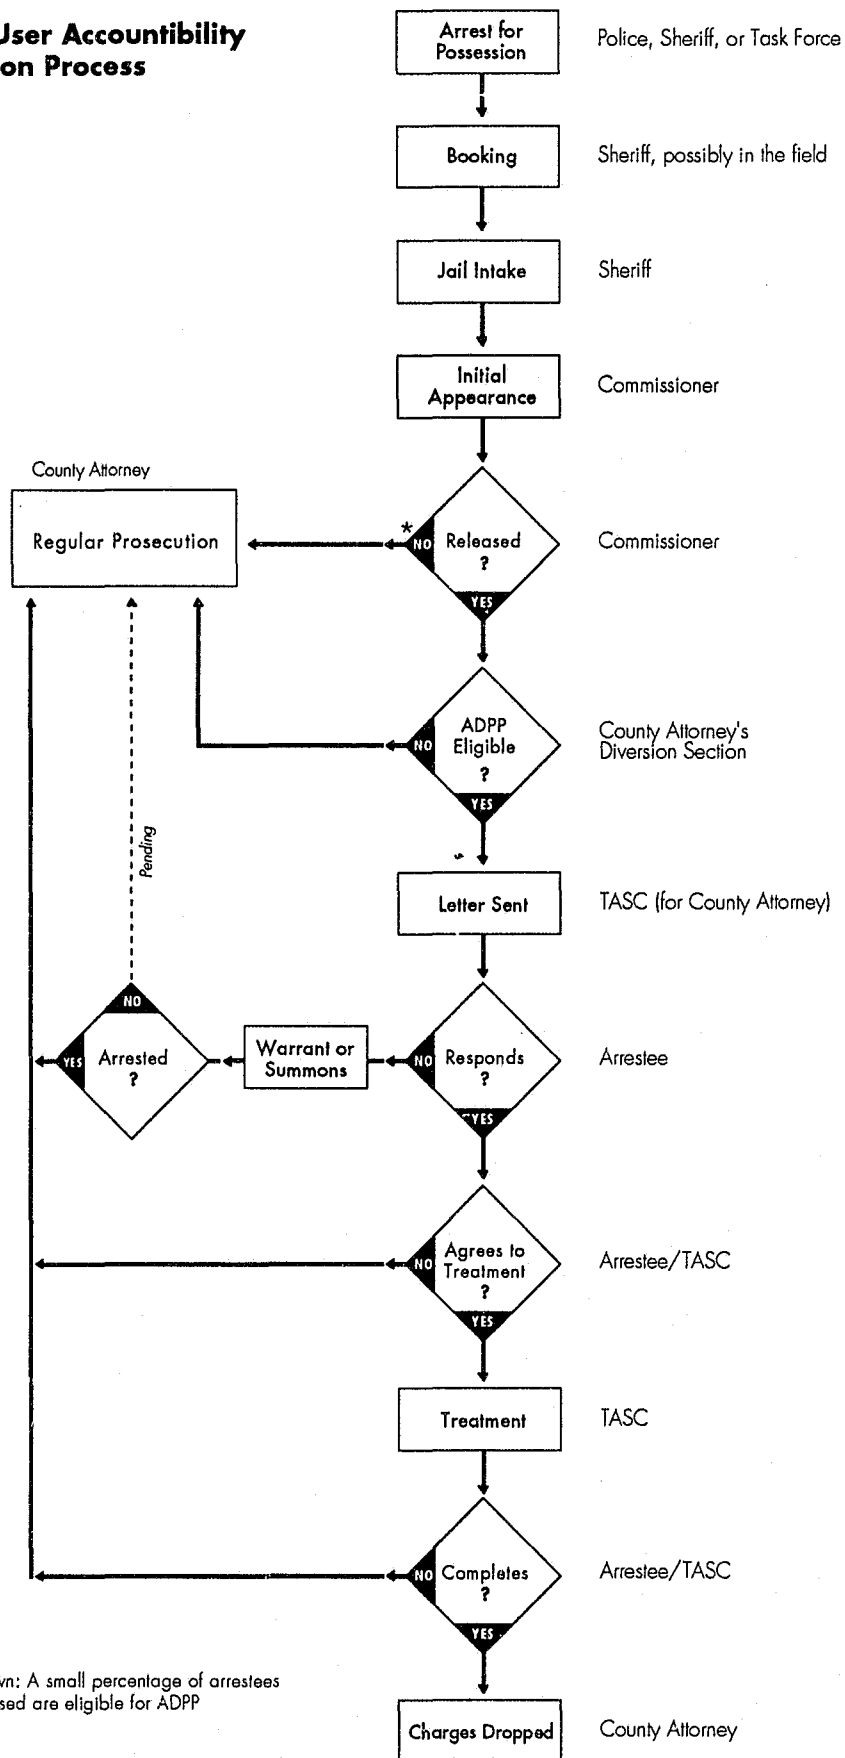 User Accountibility
on Process
Arrest for
Possession
Police, Sheriff, or Task Force
Booking
Sheriff, possibly in the field
Jail Intake
Sheriff
Initial
Appearance
Commissioner
County Attorney
Regular Prosecution
*
NO
Released
?
YES
Commissioner
NO
ADPP
Eligible
?
YES
County Attorney's
Diversion Section
Pending
Letter Sent
TASC (for County Attorney)
NO
YES
Arrested
?
Warrant or
Summons
NO
Responds
?
YES
Arrestee
NO
Agrees to
Treatment
?
YES
Arrestee/TASC
Treatment
TASC
NO
Completes
?
YES
Arrestee/TASC
wn: A small percentage of arrestees
sed are eligible for ADPP
Charges Dropped
County Attorney